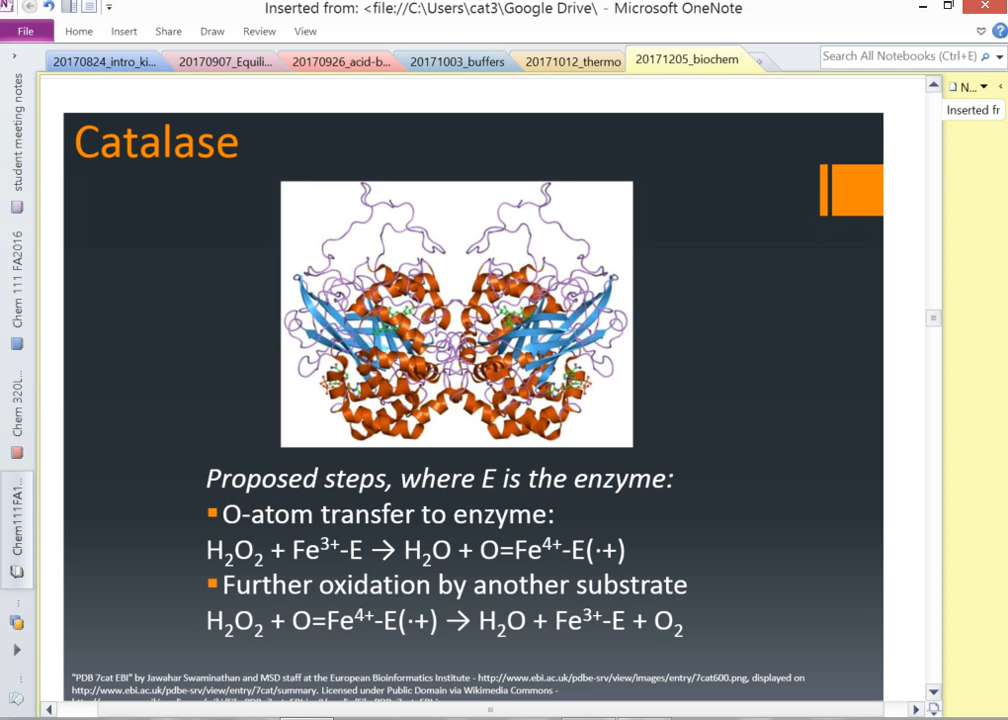 Inserted from: <file://C:\Users\cat3\Google Drive\ - Microsoft OneNote
File Home Insert Share Draw Review View
20170824_intro_ki... 20170907_Equili... 20170926_acid-b... 20171003_buffers 20171012_thermo 20171205_biochem
Search All Notebooks (Ctrl+E)
N...
Inserted fr
student meeting notes
Chem 111 FA2016
Chem 320L...
Chem111FA1
Catalase
Proposed steps, where E is the enzyme:
O-atom transfer to enzyme:
H₂O₂ + Fe³⁺-E → H₂O + O=Fe⁴⁺-E(·+)
Further oxidation by another substrate
H₂O₂ + O=Fe⁴⁺-E(·+) → H₂O + Fe³⁺-E + O₂
"PDB 7cat EBI" by Jawahar Swaminathan and MSD staff at the European Bioinformatics Institute - http://www.ebi.ac.uk/pdbe-srv/view/images/entry/7cat600.png, displayed on
http://www.ebi.ac.uk/pdbe-srv/view/entry/7cat/summary. Licensed under Public Domain via Wikimedia Commons -